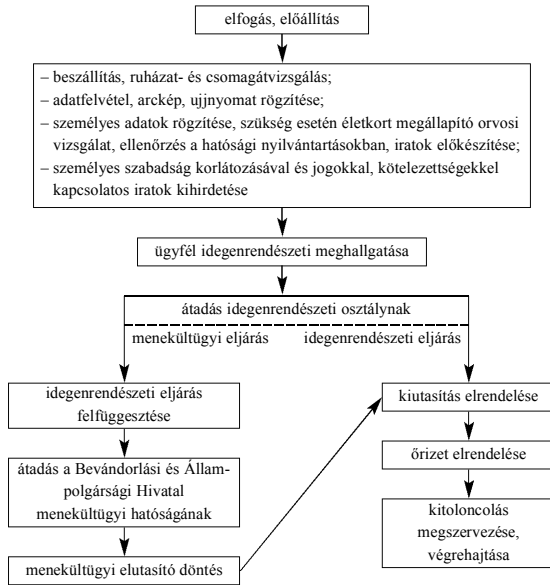 elfogás, előállítás
– beszállítás, ruházat- és csomagátvizsgálás;
– adatfelvétel, arckép, ujjnyomat rögzítése;
– személyes adatok rögzítése, szükség esetén életkort megállapító orvosi
vizsgálat, ellenőrzés a hatósági nyilvántartásokban, iratok előkészítése;
– személyes szabadság korlátozásával és jogokkal, kötelezettségekkel
kapcsolatos iratok kihirdetése
ügyfél idegenrendészeti meghallgatása
átadás idegenrendészeti osztálynak
menekültügyi eljárás
idegenrendészeti eljárás
idegenrendészeti eljárás
felfüggesztése
átadás a Bevándorlási és Állam-
polgársági Hivatal
menekültügyi hatóságának
menekültügyi elutasító döntés
kiutasítás elrendelése
őrizet elrendelése
kitoloncolás
megszervezése,
végrehajtása